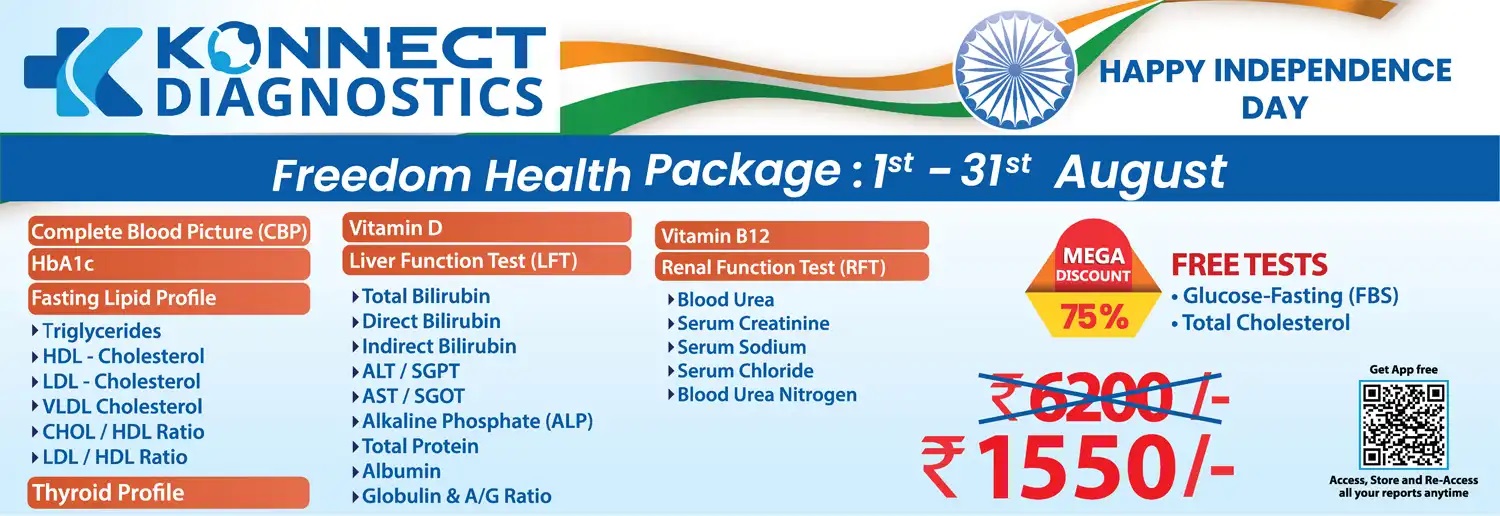 KONNECT
DIAGNOSTICS
HAPPY INDEPENDENCE
DAY
Freedom Health Package : 1st - 31st August
Complete Blood Picture (CBP)
HbA1c
Fasting Lipid Profile
Triglycerides
HDL - Cholesterol
LDL - Cholesterol
VLDL Cholesterol
CHOL / HDL Ratio
LDL / HDL Ratio
Thyroid Profile
Vitamin D
Liver Function Test (LFT)
Total Bilirubin
Direct Bilirubin
Indirect Bilirubin
ALT / SGPT
AST / SGOT
Alkaline Phosphate (ALP)
Total Protein
Albumin
Globulin & A/G Ratio
Vitamin B12
Renal Function Test (RFT)
Blood Urea
Serum Creatinine
Serum Sodium
Serum Chloride
Blood Urea Nitrogen
MEGA
DISCOUNT
75%
FREE TESTS
• Glucose-Fasting (FBS)
• Total Cholesterol
₹6200/-
₹1550/-
Get App free
Access, Store and Re-Access
all your reports anytime